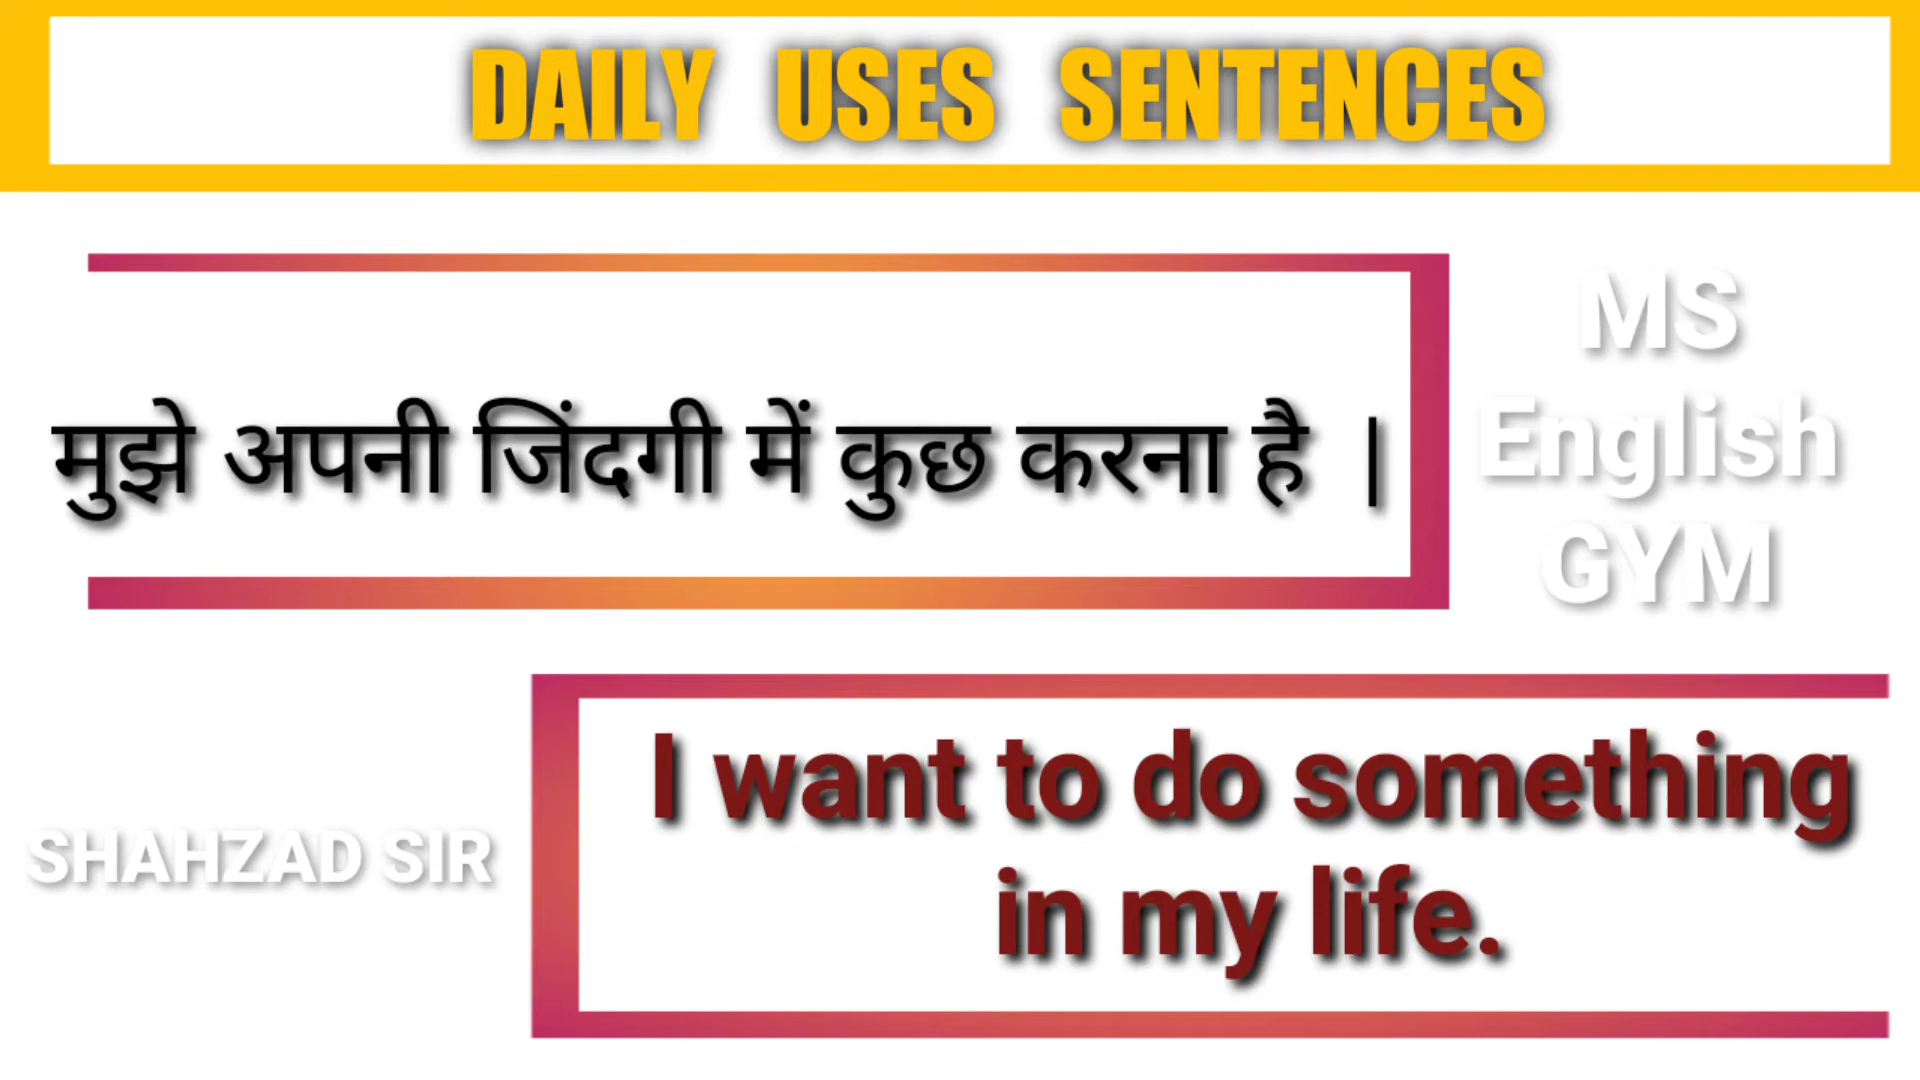 DAILY USES SENTENCES
मुझे अपनी जिंदगी में कुछ करना है |
MS
English
GYM
I want to do something
in my life.
SHAHZAD SIR